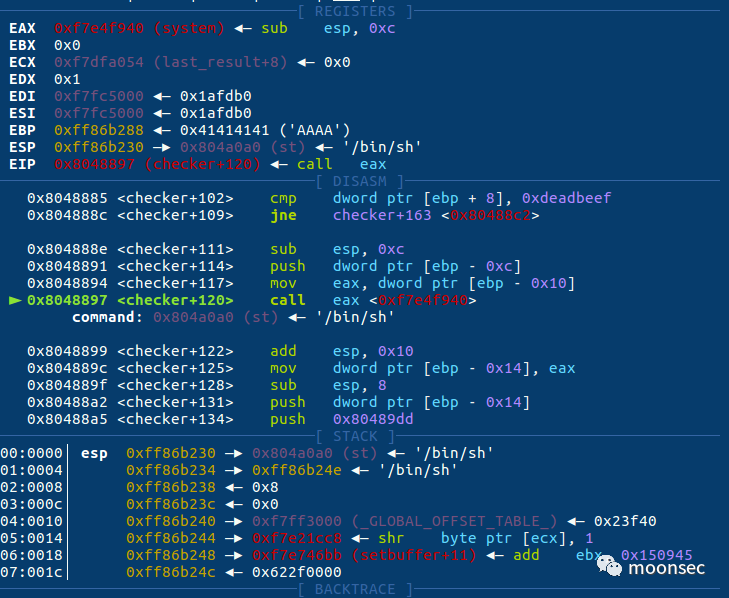 [ REGISTERS ]
EAX 0xf7e4f940 (system) ◂— sub esp, 0xc
EBX 0x0
ECX 0xf7dfa054 (last_result+8) ◂— 0x0
EDX 0x1
EDI 0xf7fc5000 ◂— 0x1afdb0
ESI 0xf7fc5000 ◂— 0x1afdb0
EBP 0xff86b288 ◂— 0x41414141 ('AAAA')
ESP 0xff86b230 —▸ 0x804a0a0 (st) ◂— '/bin/sh'
EIP 0x8048897 (checker+120) ◂— call eax
[ DISASM ]
0x8048885 <checker+102> cmp dword ptr [ebp + 8], 0xdeadbeef
0x804888c <checker+109> jne checker+163 <0x80488c2>
0x804888e <checker+111> sub esp, 0xc
0x8048891 <checker+114> push dword ptr [ebp - 0xc]
0x8048894 <checker+117> mov eax, dword ptr [ebp - 0x10]
► 0x8048897 <checker+120> call eax <0xf7e4f940>
command: 0x804a0a0 (st) ◂— '/bin/sh'
0x8048899 <checker+122> add esp, 0x10
0x804889c <checker+125> mov dword ptr [ebp - 0x14], eax
0x804889f <checker+128> sub esp, 8
0x80488a2 <checker+131> push dword ptr [ebp - 0x14]
0x80488a5 <checker+134> push 0x80489dd
[ STACK ]
00:0000│ esp 0xff86b230 —▸ 0x804a0a0 (st) ◂— '/bin/sh'
01:0004│ 0xff86b234 —▸ 0xff86b24e ◂— '/bin/sh'
02:0008│ 0xff86b238 ◂— 0x8
03:000c│ 0xff86b23c ◂— 0x0
04:0010│ 0xff86b240 —▸ 0xf7ff3000 (_GLOBAL_OFFSET_TABLE_) ◂— 0x23f40
05:0014│ 0xff86b244 —▸ 0xf7e21cc8 ◂— shr byte ptr [ecx], 1
06:0018│ 0xff86b248 —▸ 0xf7e746bb (setbuffer+11) ◂— add ebx, 0x150945
07:001c│ 0xff86b24c ◂— 0x622f0000
moonsec
[ BACKTRACE ]